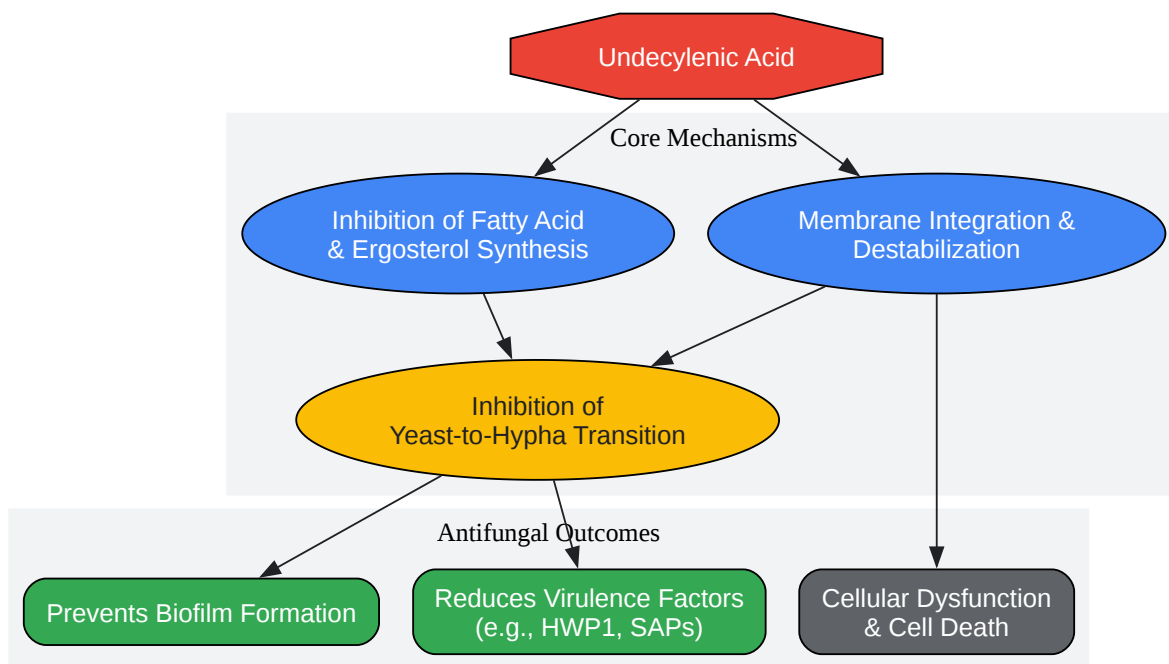 Undecylenic Acid
Core Mechanisms
Inhibition of Fatty Acid
& Ergosterol Synthesis
Membrane Integration &
Destabilization
Inhibition of
Yeast-to-Hypha Transition
Antifungal Outcomes
Prevents Biofilm Formation
Reduces Virulence Factors
(e.g., HWP1, SAPs)
Cellular Dysfunction
& Cell Death